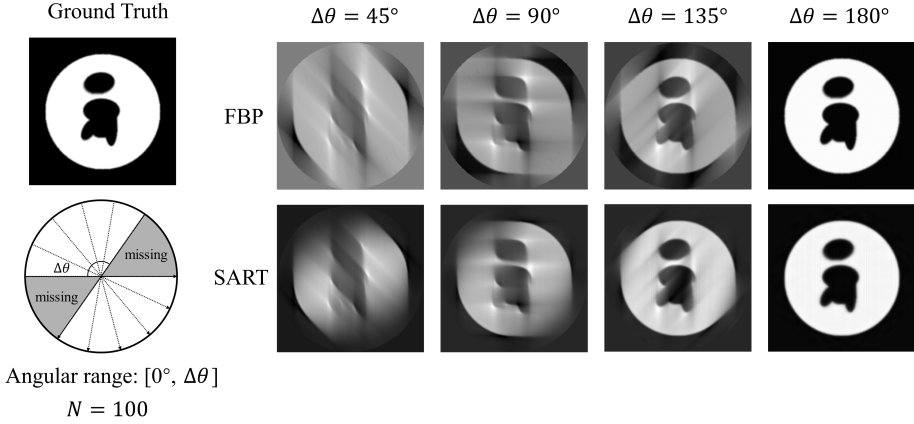 Ground Truth
Δθ = 45°
Δθ = 90°
Δθ = 135°
Δθ = 180°
FBP
missing
Δθ
missing
SART
Angular range: [0°, Δθ]
N = 100